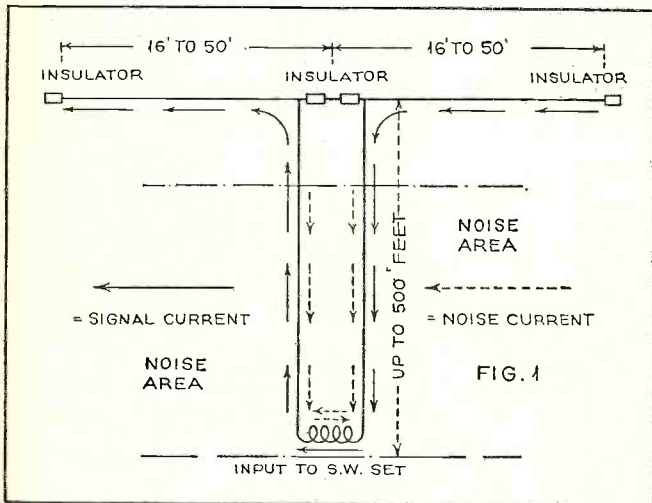 16' TO 50' 16' TO 50'
INSULATOR INSULATOR INSULATOR
NOISE
AREA
UP TO 500 FEET
= SIGNAL CURRENT = NOISE CURRENT
NOISE
AREA
FIG. 1
INPUT TO S.W. SET